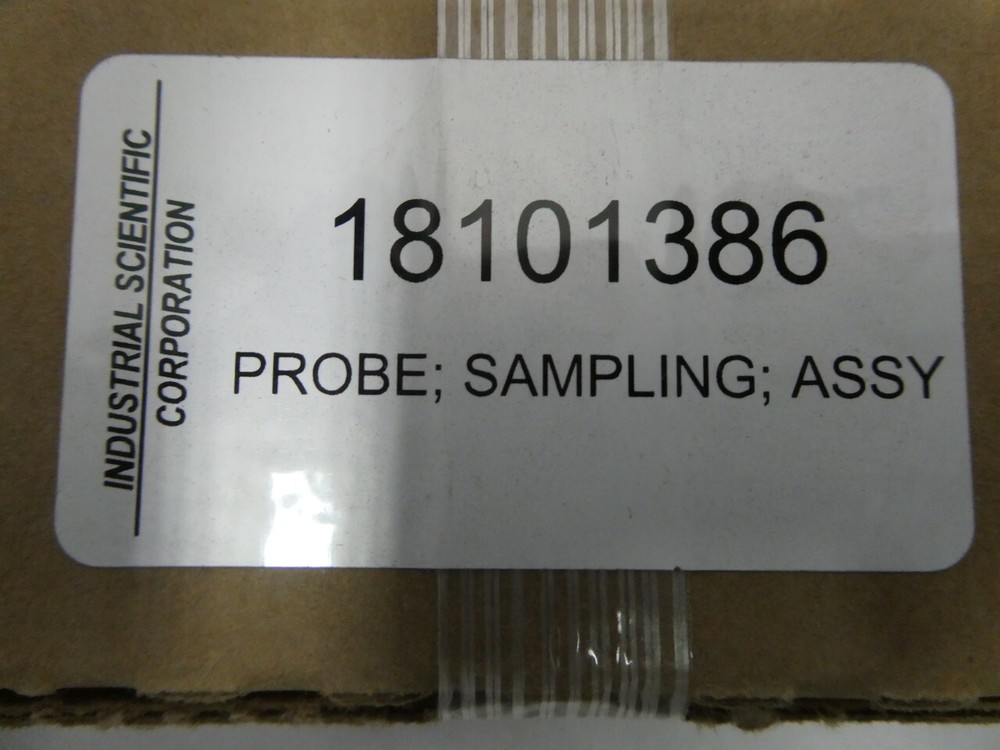 INDUSTRIAL SCIENTIFIC
CORPORATION
18101386
PROBE; SAMPLING; ASSY